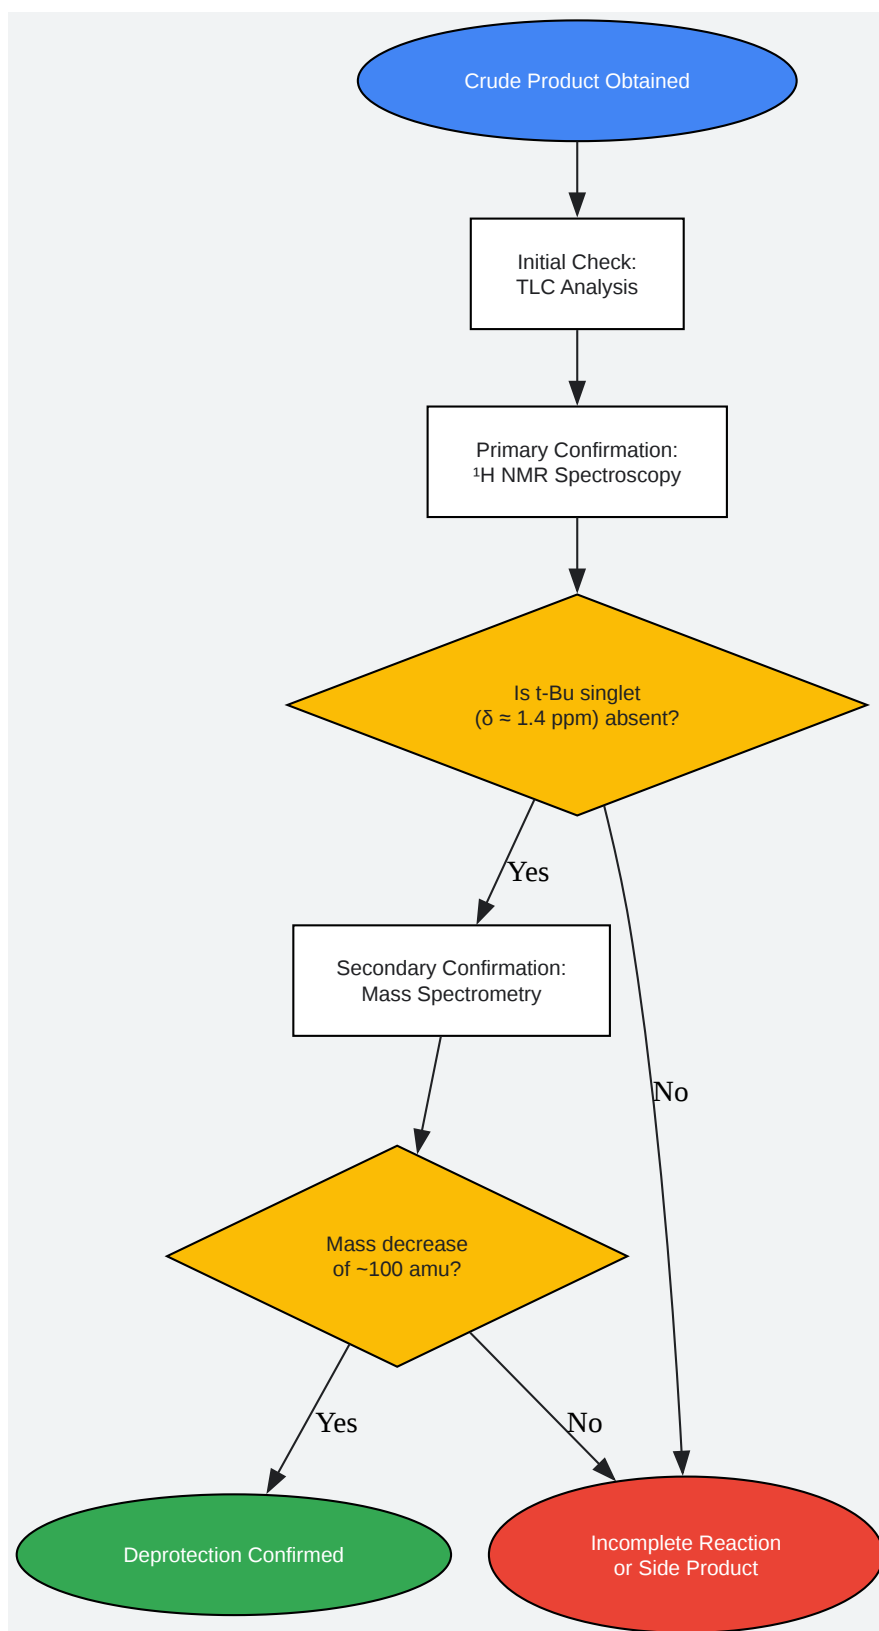 Crude Product Obtained
Initial Check:
TLC Analysis
Primary Confirmation:
¹H NMR Spectroscopy
Is t-Bu singlet
(δ ≈ 1.4 ppm) absent?
Yes
Secondary Confirmation:
Mass Spectrometry
No
Mass decrease
of ~100 amu?
Yes
No
Deprotection Confirmed
Incomplete Reaction
or Side Product